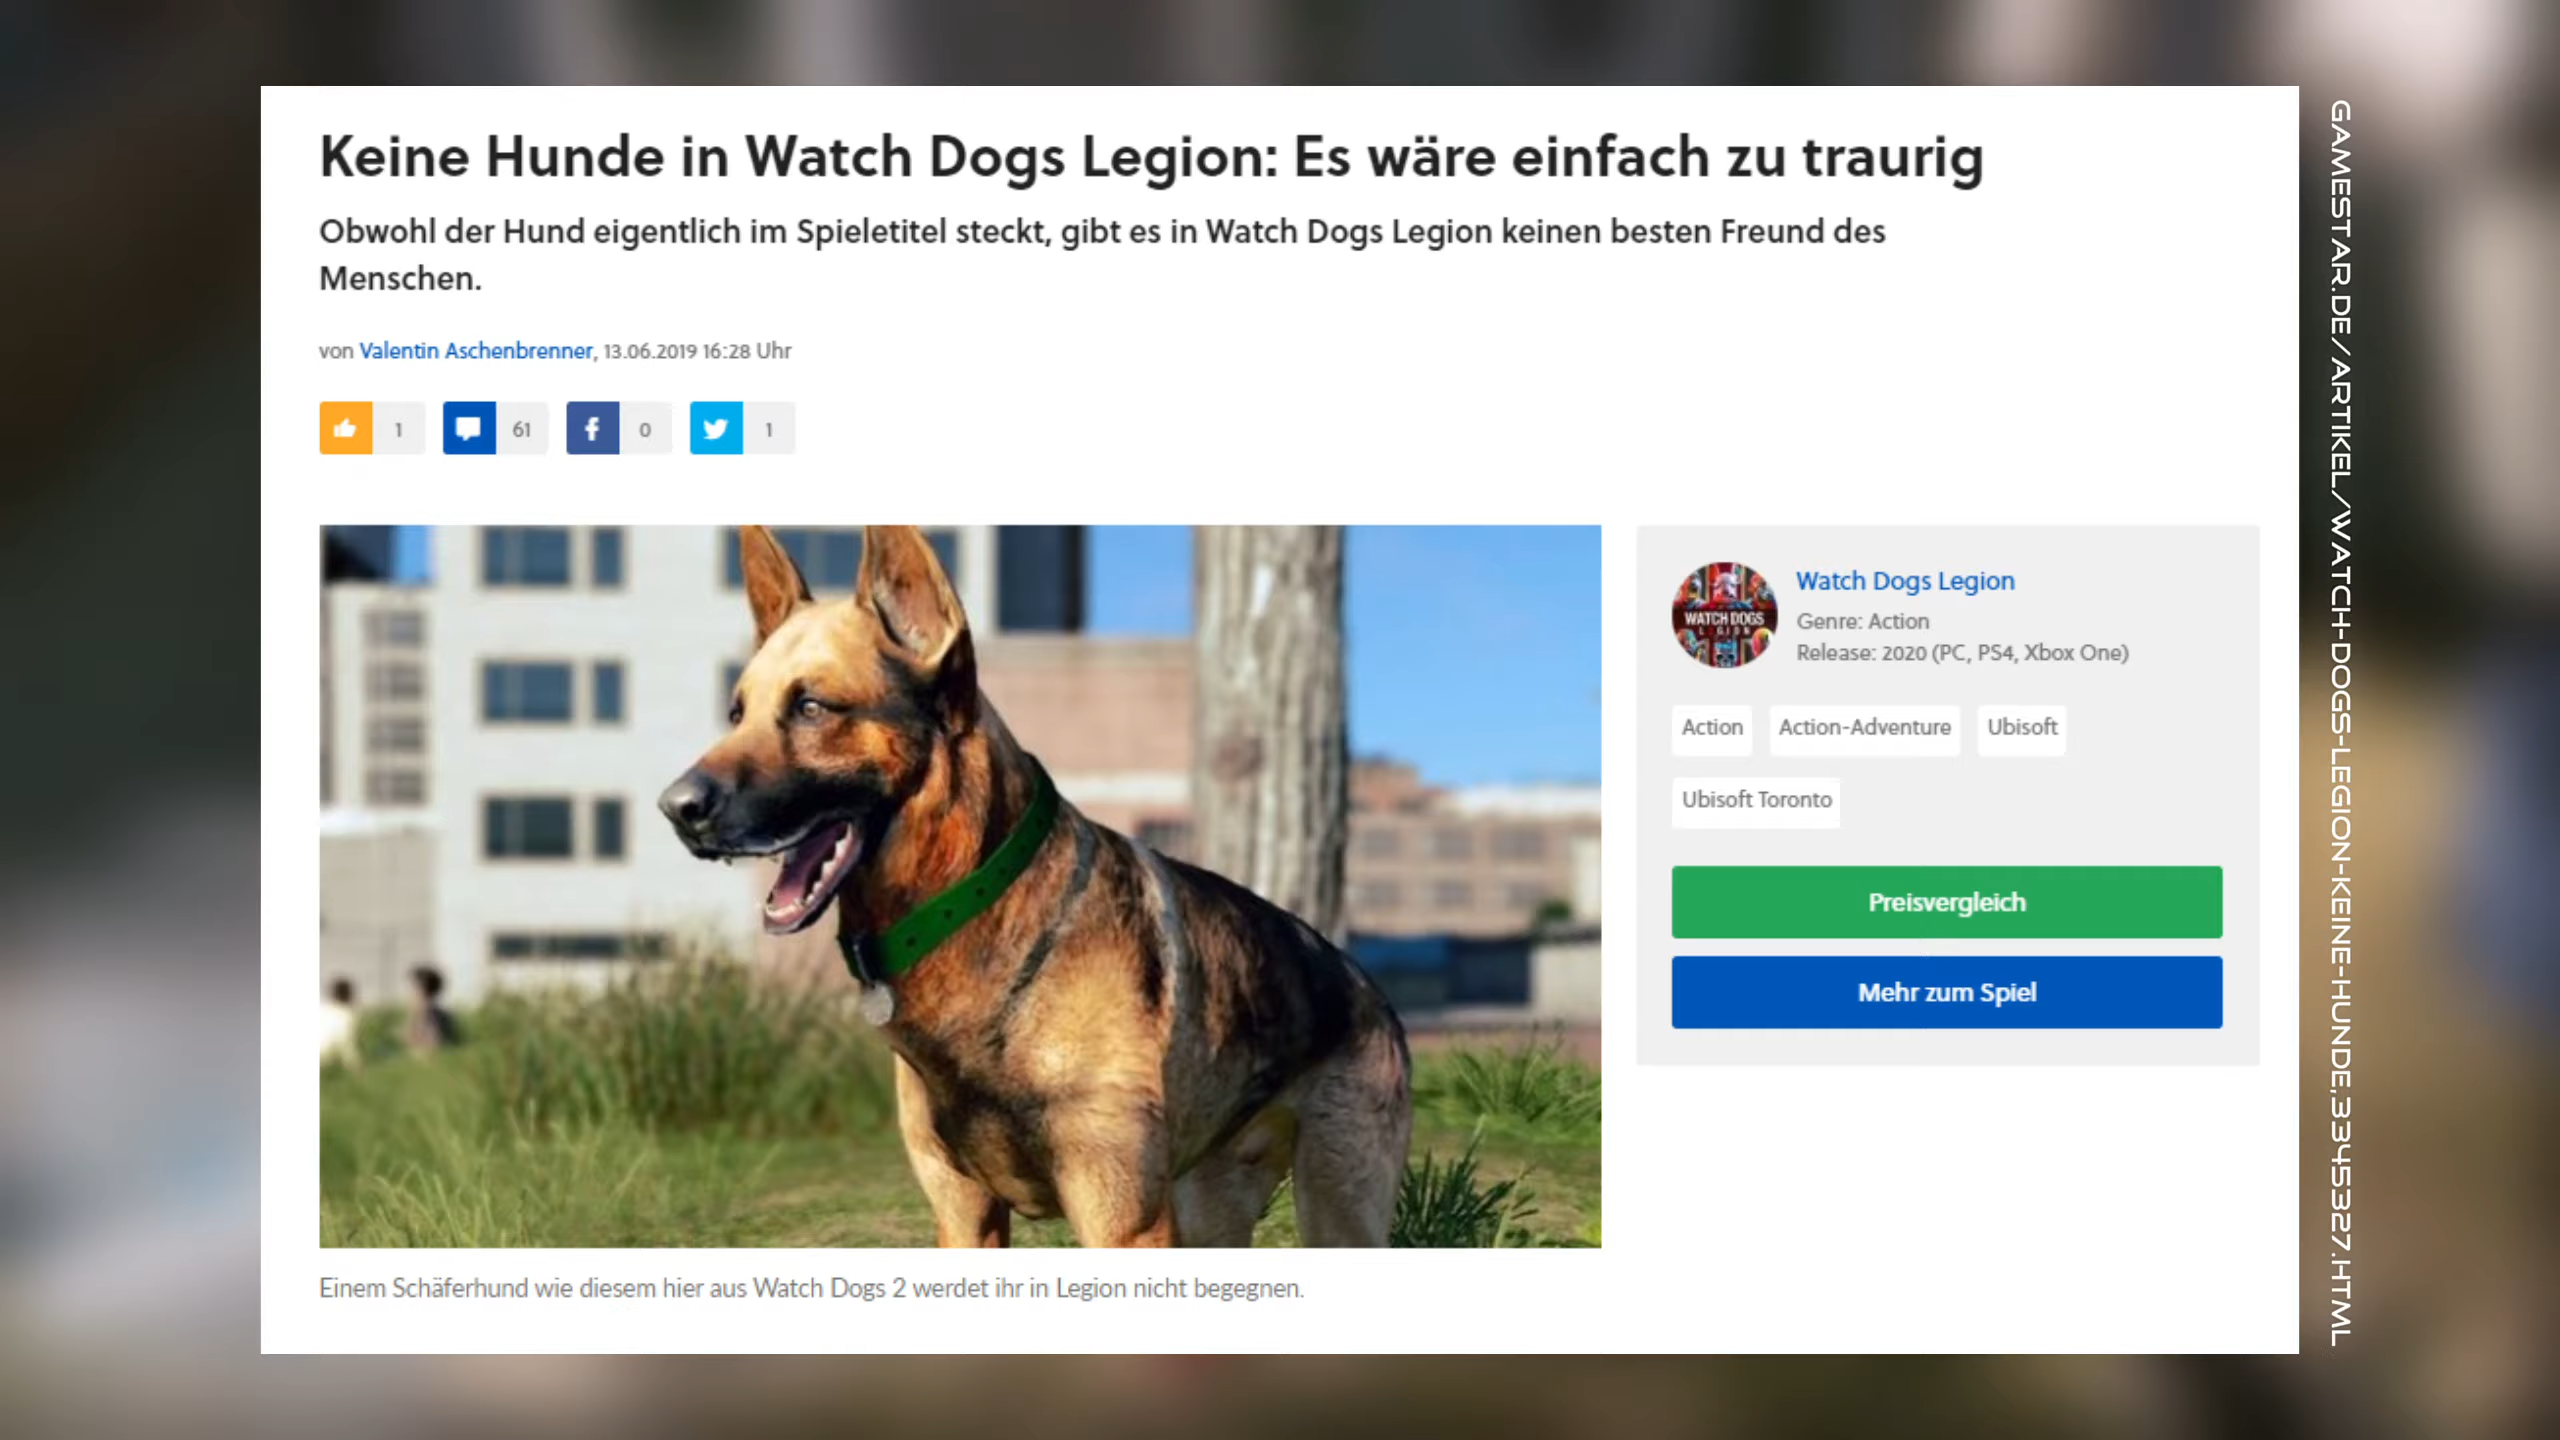 Keine Hunde in Watch Dogs Legion: Es wäre einfach zu traurig
Obwohl der Hund eigentlich im Spieletitel steckt, gibt es in Watch Dogs Legion keinen besten Freund des
Menschen.
von Valentin Aschenbrenner, 13.06.2019 16:28 Uhr
1 61 0 1
WATCH DOGS
Watch Dogs Legion
Genre: Action
Release: 2020 (PC, PS4, Xbox One)
Action Action-Adventure Ubisoft
Ubisoft Toronto
Preisvergleich
Mehr zum Spiel
Einem Schäferhund wie diesem hier aus Watch Dogs 2 werdet ihr in Legion nicht begegnen.
GAMESTAR.DE/ARTIKEL/WATCH-DOGS-LEGION-KEINE-HUNDE,3345327.HTML